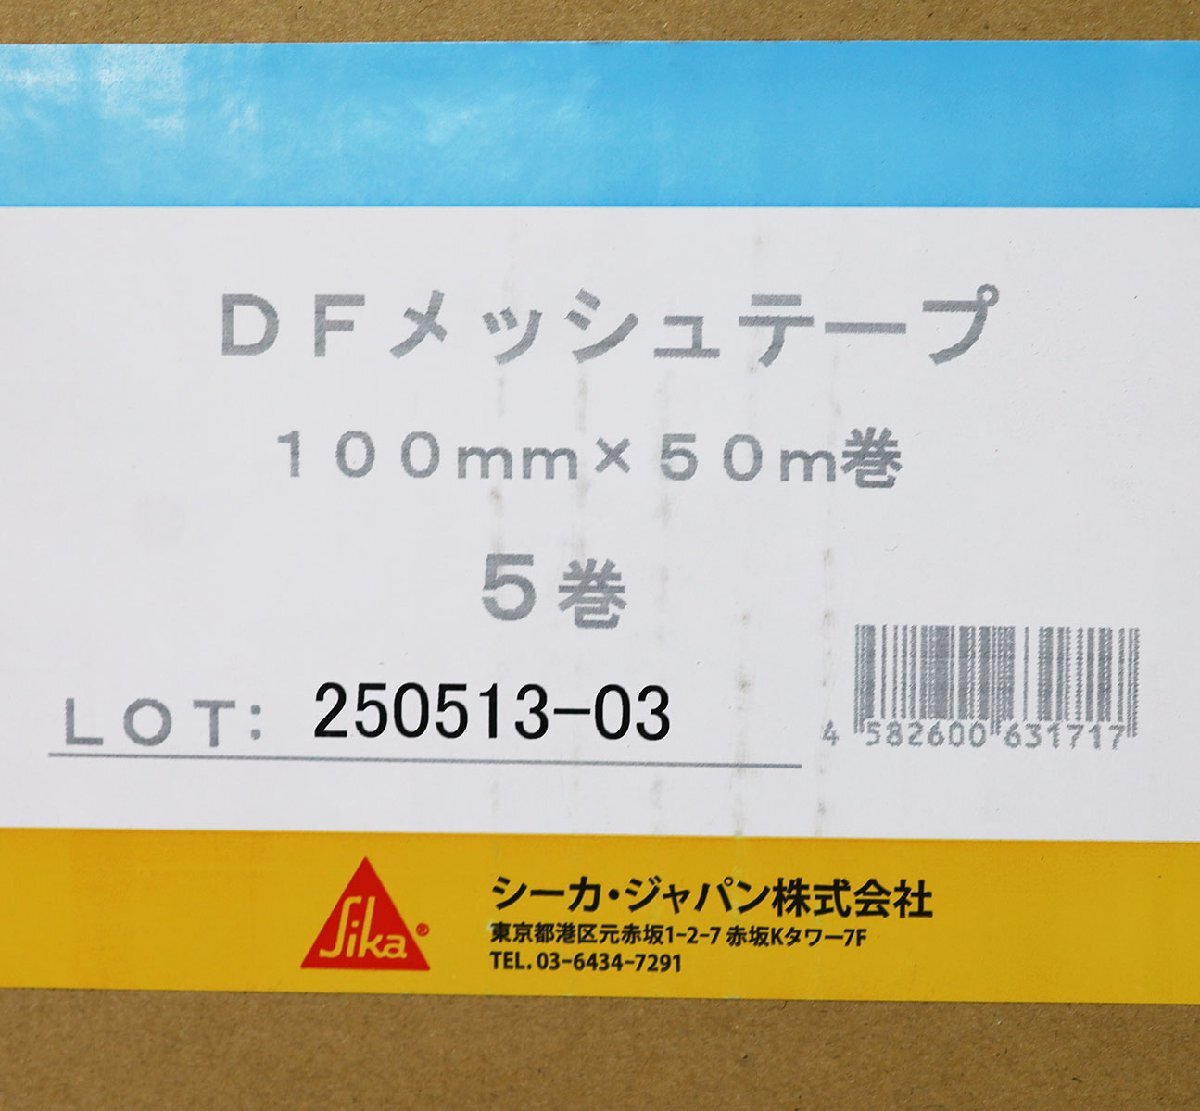 DFメッシュテープ
100mm×50m巻
5巻
LOT: 250513-03
4 582600 631717
Sika®
シーカ・ジャパン株式会社
東京都港区元赤坂1-2-7 赤坂Kタワー7F
TEL. 03-6434-7291